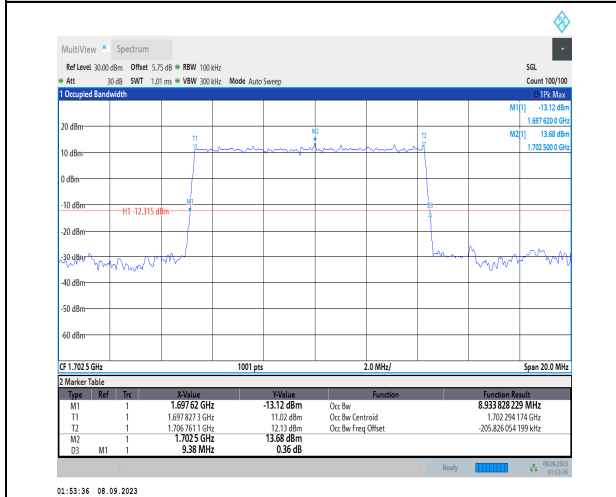 MultiView Spectrum
Ref Level 30.00 dBm Offset 5.75 dB RBW 100 kHz SGL
Att 30 dB SWT 1.01 ms VBW 300 kHz Mode Auto Sweep Count 100/100
1 Occupied Bandwidth 1Pk Max
M1[1] -13.12 dBm
1.697 620 0 GHz
M2[1] 13.68 dBm
1.702 500 0 GHz
20 dBm
T1
M2
T2
10 dBm
0 dBm
-10 dBm
M1
D3
H1 -12.315 dBm
-20 dBm
-30 dBm
-40 dBm
-50 dBm
-60 dBm
CF 1.702 5 GHz 1001 pts 2.0 MHz/ Span 20.0 MHz
2 Marker Table
Type Ref Trc X-Value Y-Value Function Function Result
M1 1 1.697 62 GHz -13.12 dBm Occ Bw 8.933 828 229 MHz
T1 1 1.697 827 3 GHz 11.02 dBm Occ Bw Centroid 1.702 294 174 GHz
T2 1 1.706 761 1 GHz 12.13 dBm Occ Bw Freq Offset -205.826 054 199 kHz
M2 1 1.702 5 GHz 13.68 dBm
D3 M1 1 9.38 MHz 0.36 dB
Ready 08.09.2023
01:53:36
01:53:36 08.09.2023